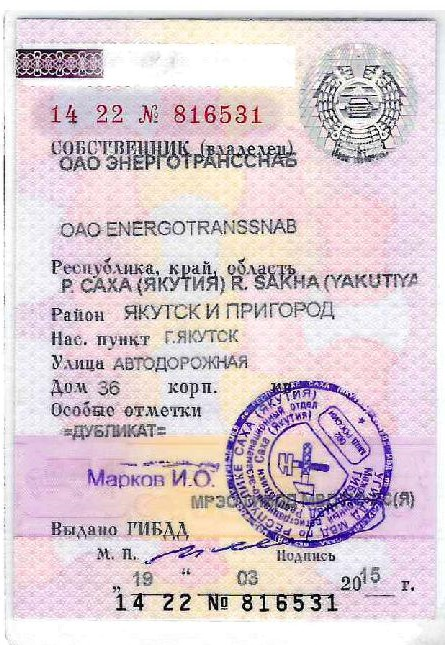 14 22 № 816531
СОБСТВЕННИК (владелец)
ОАО ЭНЕРГОТРАНССНАБ
ОАО ENERGOTRANSSNAB
Республика, край, область
Р. САХА (ЯКУТИЯ) R. SAKHA (YAKUTIYA
Район ЯКУТСК И ПРИГОРОД
Нас. пункт Г.ЯКУТСК
Улица АВТОДОРОЖНАЯ
Дом 36 корп. кв.
Особые отметки
=ДУБЛИКАТ=
Марков И.О.
Выдано ГИБДД
М. П. Подпись
„ 19 “ 03 2015 г.
14 22 № 816531